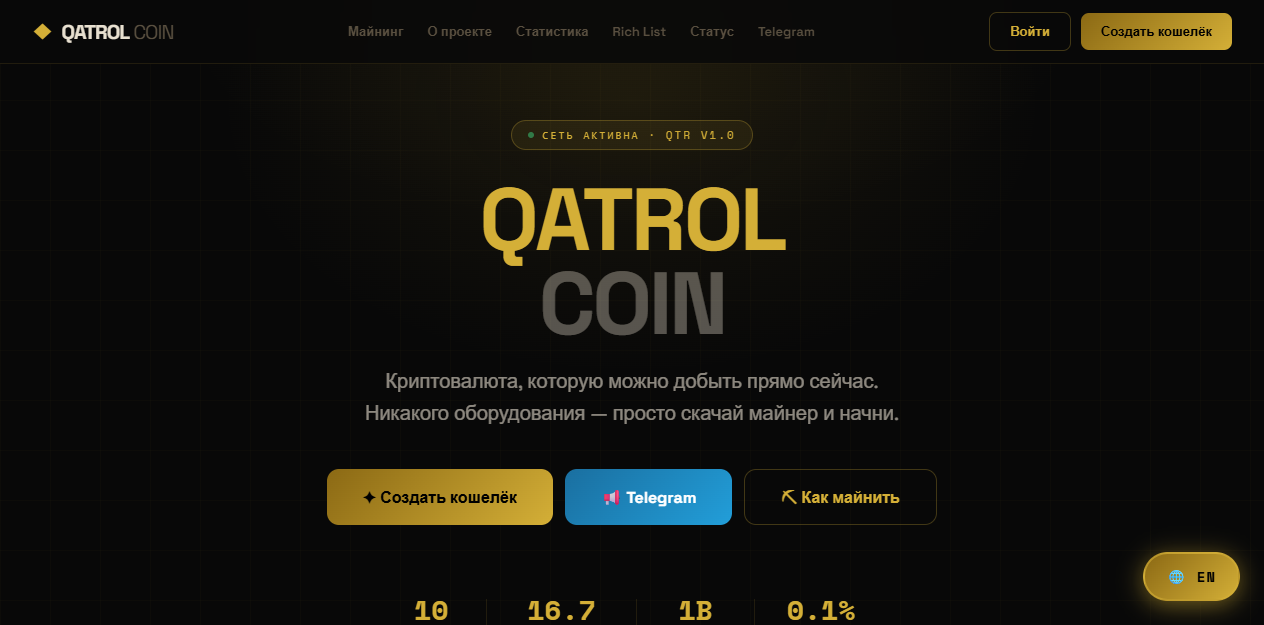 QATROL COIN
Майнинг О проекте Статистика Rich List Статус Telegram
Войти Создать кошелёк
СЕТЬ АКТИВНА · QTR V1.0
QATROL
COIN
Криптовалюта, которую можно добыть прямо сейчас.
Никакого оборудования — просто скачай майнер и начни.
✦ Создать кошелёк
Telegram
Как майнить
EN
10 16.7 1B 0.1%